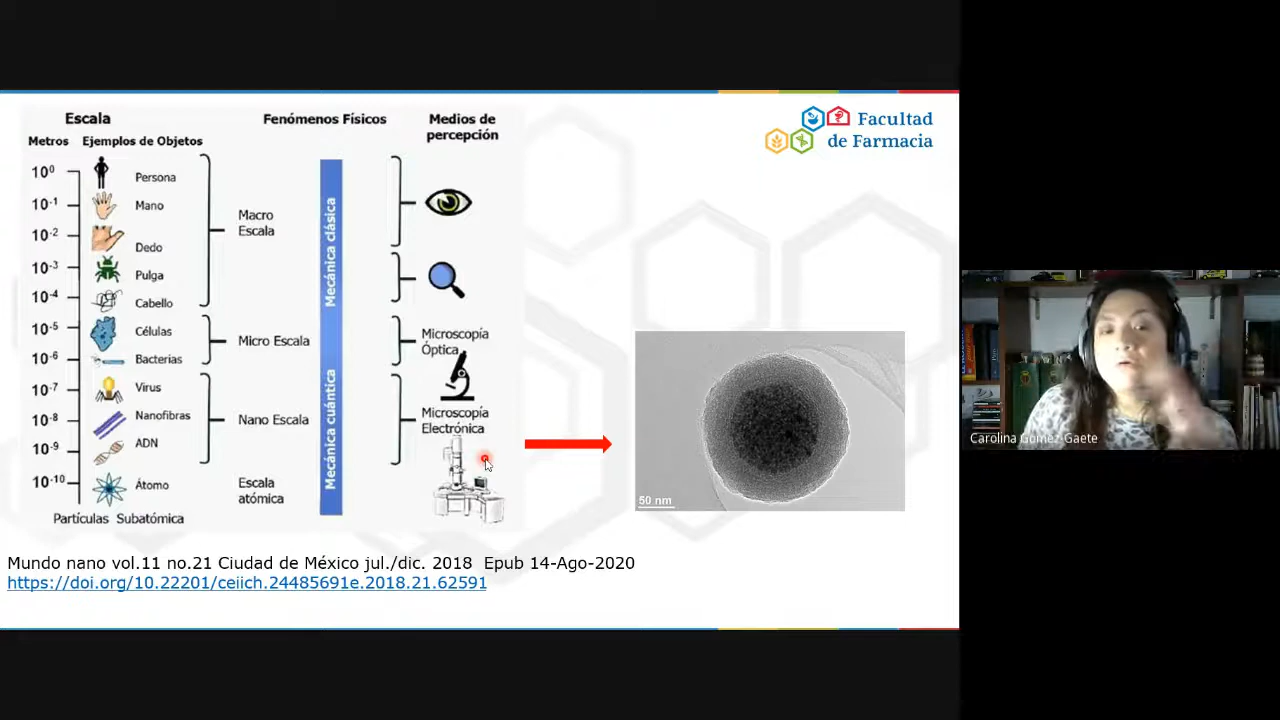 Escala
Metros
Ejemplos de Objetos
10⁰
Persona
10⁻¹
Mano
10⁻²
Dedo
10⁻³
Pulga
10⁻⁴
Cabello
10⁻⁵
Células
10⁻⁶
Bacterias
10⁻⁷
Virus
10⁻⁸
Nanofibras
10⁻⁹
ADN
10⁻¹⁰
Átomo
Partículas Subatómica
Macro
Escala
Micro Escala
Nano Escala
Escala
atómica
Fenómenos Físicos
Mecánica clásica
Mecánica cuántica
Medios de
percepción
Microscopía
Óptica
Microscopía
Electrónica
50 nm
Facultad
de Farmacia
Mundo nano vol.11 no.21 Ciudad de México jul./dic. 2018 Epub 14-Ago-2020
https://doi.org/10.22201/ceiich.24485691e.2018.21.62591
Carolina Gómez-Gaete